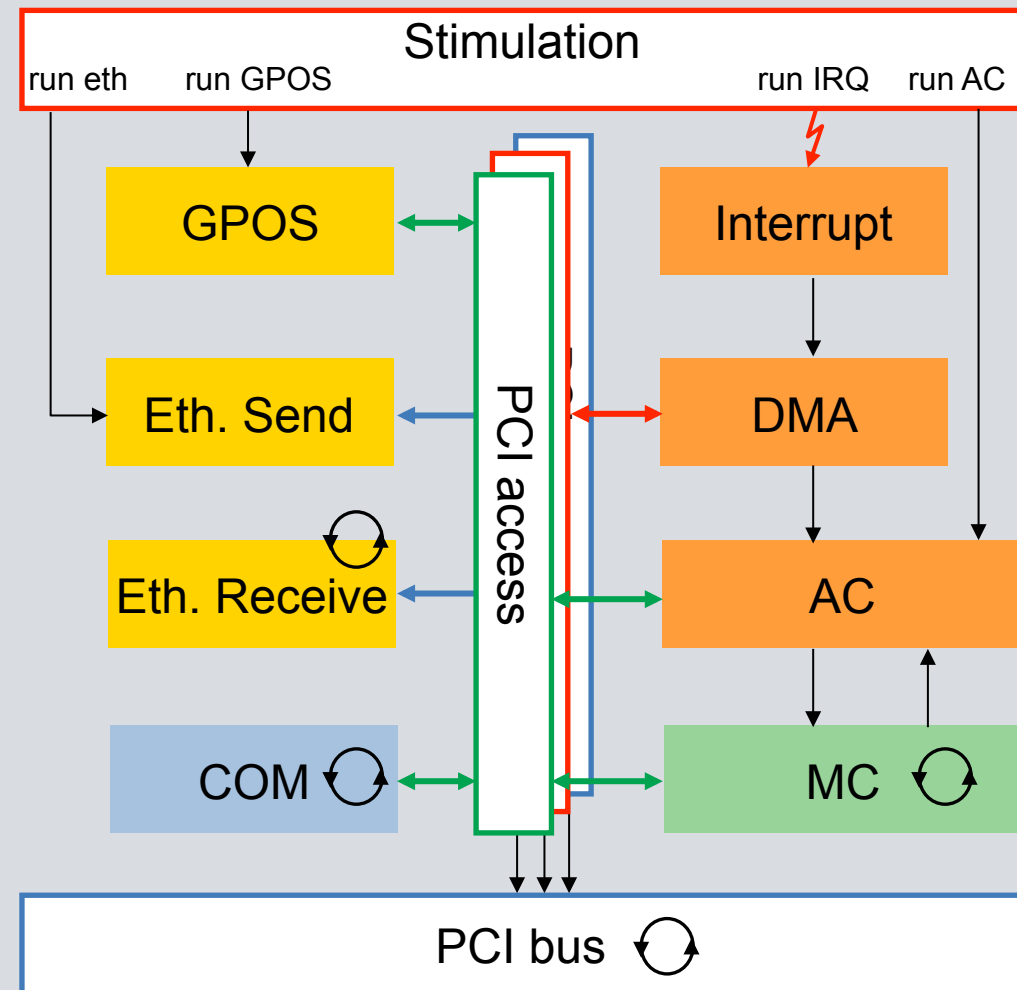 Stimulation
run eth
run GPOS
run IRQ
run AC
GPOS
Interrupt
Eth. Send
PCI access
DMA
Eth. Receive
AC
COM
MC
PCI bus